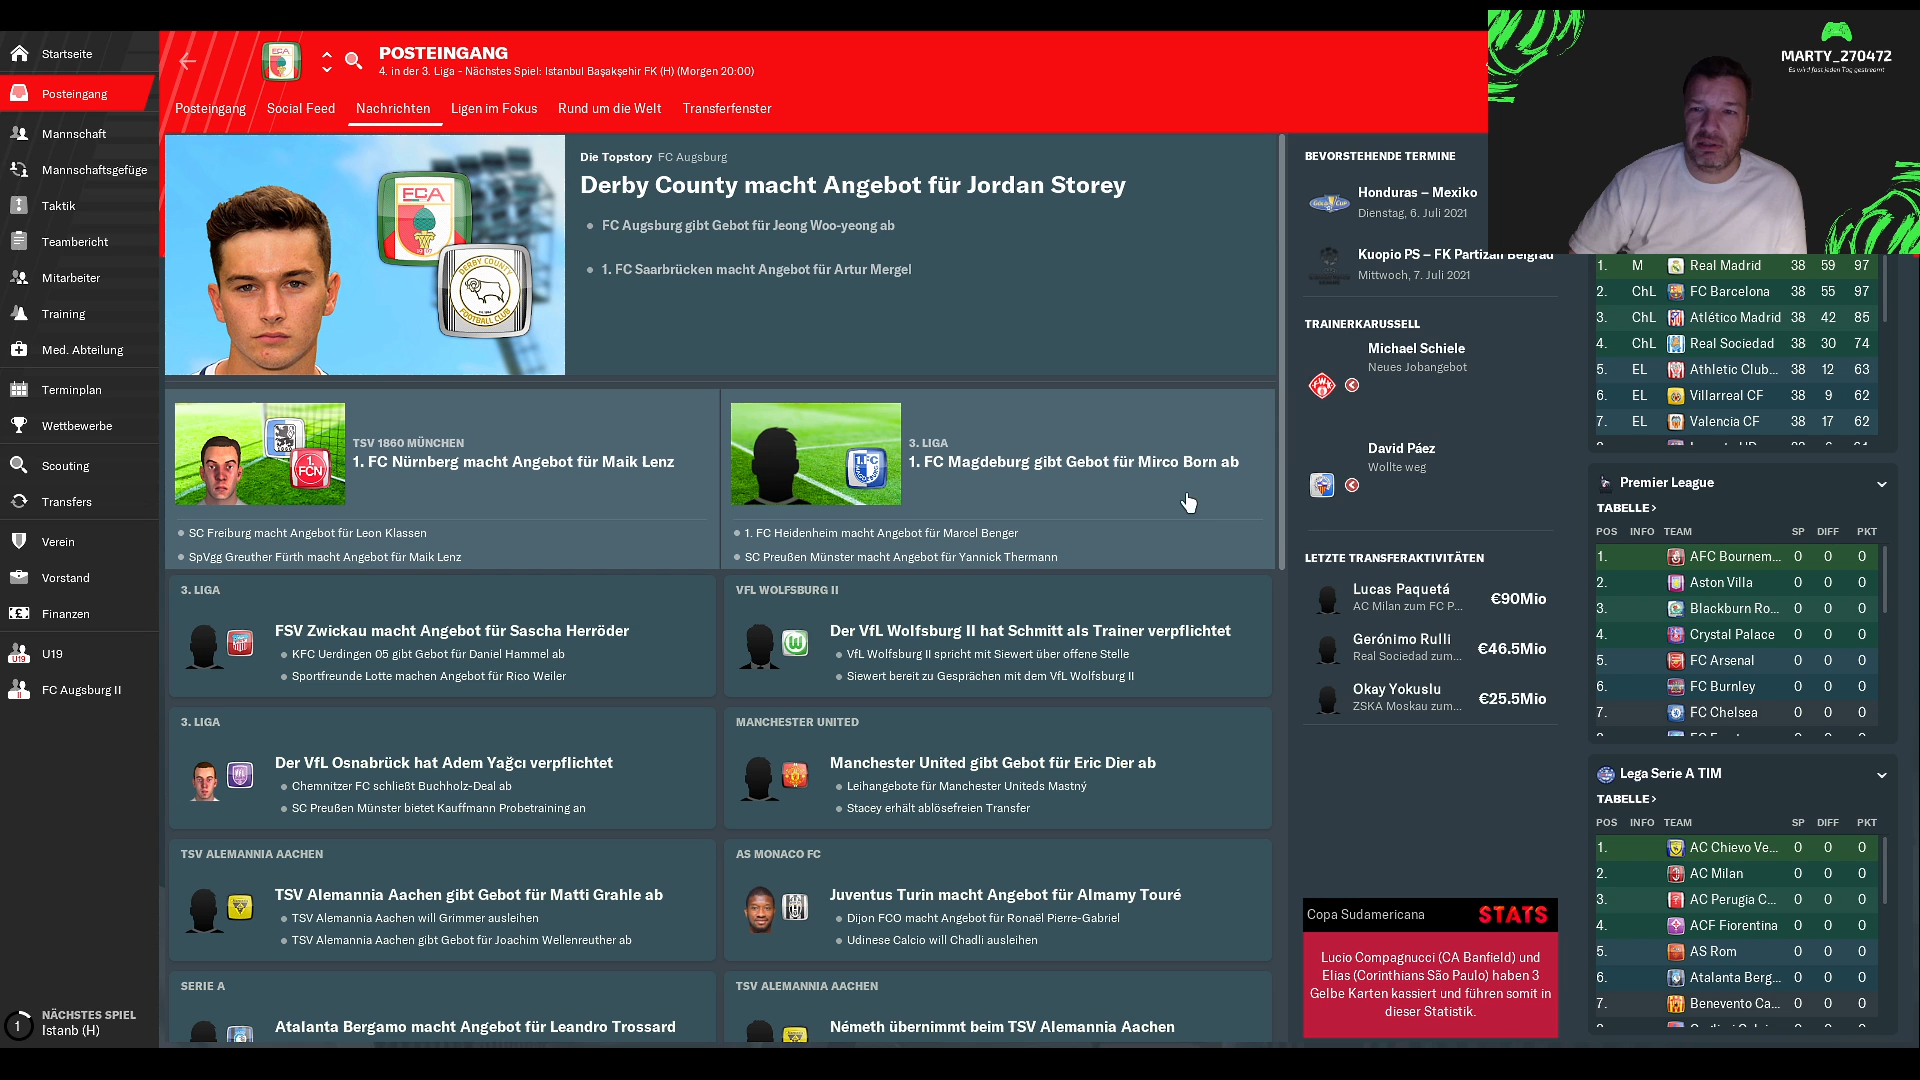 MARTY_270472
Es wird fast jeden Tag gestreamt
Startseite
Posteingang
Mannschaft
Mannschaftsgefüge
Taktik
Teambericht
Mitarbeiter
Training
Med. Abteilung
Terminplan
Wettbewerbe
Scouting
Transfers
Verein
Vorstand
Finanzen
U19
FC Augsburg II
1
NÄCHSTES SPIEL
Istanb (H)
POSTEINGANG
4. in der 3. Liga - Nächstes Spiel: Istanbul Başakşehir FK (H) (Morgen 20:00)
Posteingang Social Feed Nachrichten Ligen im Fokus Rund um die Welt Transferfenster
FCA
DERBY COUNTY
FOOTBALL CLUB
Die Topstory FC Augsburg
Derby County macht Angebot für Jordan Storey
FC Augsburg gibt Gebot für Jeong Woo-yeong ab
1. FC Saarbrücken macht Angebot für Artur Mergel
TSV 1860 MÜNCHEN
1. FC Nürnberg macht Angebot für Maik Lenz
SC Freiburg macht Angebot für Leon Klassen
SpVgg Greuther Fürth macht Angebot für Maik Lenz
3. LIGA
1. FC Magdeburg gibt Gebot für Mirco Born ab
1. FC Heidenheim macht Angebot für Marcel Benger
SC Preußen Münster macht Angebot für Yannick Thermann
3. LIGA
FSV Zwickau macht Angebot für Sascha Herröder
KFC Uerdingen 05 gibt Gebot für Daniel Hammel ab
Sportfreunde Lotte machen Angebot für Rico Weiler
VFL WOLFSBURG II
Der VfL Wolfsburg II hat Schmitt als Trainer verpflichtet
VfL Wolfsburg II spricht mit Siewert über offene Stelle
Siewert bereit zu Gesprächen mit dem VfL Wolfsburg II
3. LIGA
Der VfL Osnabrück hat Adem Yağcı verpflichtet
Chemnitzer FC schließt Buchholz-Deal ab
SC Preußen Münster bietet Kauffmann Probetraining an
MANCHESTER UNITED
Manchester United gibt Gebot für Eric Dier ab
Leihangebote für Manchester Uniteds Mastný
Stacey erhält ablösefreien Transfer
TSV ALEMANNIA AACHEN
TSV Alemannia Aachen gibt Gebot für Matti Grahle ab
TSV Alemannia Aachen will Grimmer ausleihen
TSV Alemannia Aachen gibt Gebot für Joachim Wellenreuther ab
AS MONACO FC
Juventus Turin macht Angebot für Almamy Touré
Dijon FCO macht Angebot für Ronaël Pierre-Gabriel
Udinese Calcio will Chadli ausleihen
SERIE A
Atalanta Bergamo macht Angebot für Leandro Trossard
TSV ALEMANNIA AACHEN
Németh übernimmt beim TSV Alemannia Aachen
BEVORSTEHENDE TERMINE
Honduras – Mexiko
Dienstag, 6. Juli 2021
Kuopio PS – FK Partizan Belgrad
Mittwoch, 7. Juli 2021
TRAINERKARUSSELL
Michael Schiele
Neues Jobangebot
David Páez
Wollte weg
LETZTE TRANSFERAKTIVITÄTEN
Lucas Paquetá
AC Milan zum FC P...
€90Mio
Gerónimo Rulli
Real Sociedad zum...
€46.5Mio
Okay Yokuslu
ZSKA Moskau zum...
€25.5Mio
Copa Sudamericana STATS
Lucio Compagnucci (CA Banfield) und
Elias (Corinthians São Paulo) haben 3
Gelbe Karten kassiert und führen somit in
dieser Statistik.
1. M Real Madrid 38 59 97
2. ChL FC Barcelona 38 55 97
3. ChL Atlético Madrid 38 42 85
4. ChL Real Sociedad 38 30 74
5. EL Athletic Club... 38 12 63
6. EL Villarreal CF 38 9 62
7. EL Valencia CF 38 17 62
Premier League
TABELLE>
POS INFO TEAM SP DIFF PKT
1. AFC Bournem... 0 0 0
2. Aston Villa 0 0 0
3. Blackburn Ro... 0 0 0
4. Crystal Palace 0 0 0
5. FC Arsenal 0 0 0
6. FC Burnley 0 0 0
7. FC Chelsea 0 0 0
Lega Serie A TIM
TABELLE>
POS INFO TEAM SP DIFF PKT
1. AC Chievo Ve... 0 0 0
2. AC Milan 0 0 0
3. AC Perugia C... 0 0 0
4. ACF Fiorentina 0 0 0
5. AS Rom 0 0 0
6. Atalanta Berg... 0 0 0
7. Benevento Ca... 0 0 0